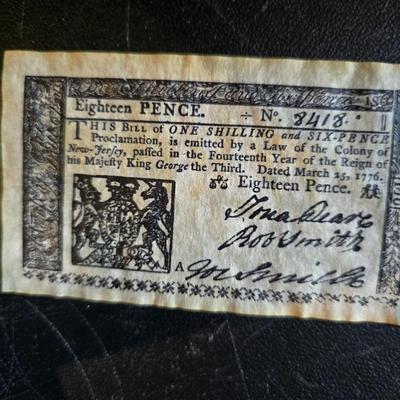 Eighteen PENCE. ÷ No. 8418.
THIS Bill of ONE SHILLING and SIX-PENCE
Proclamation, is emitted by a Law of the Colony of
New-Jersey, passed in the Fourteenth Year of the Reign of
his Majesty King George the Third. Dated March 25, 1776.
Eighteen Pence.
Jona Deare
Rob Smith
A